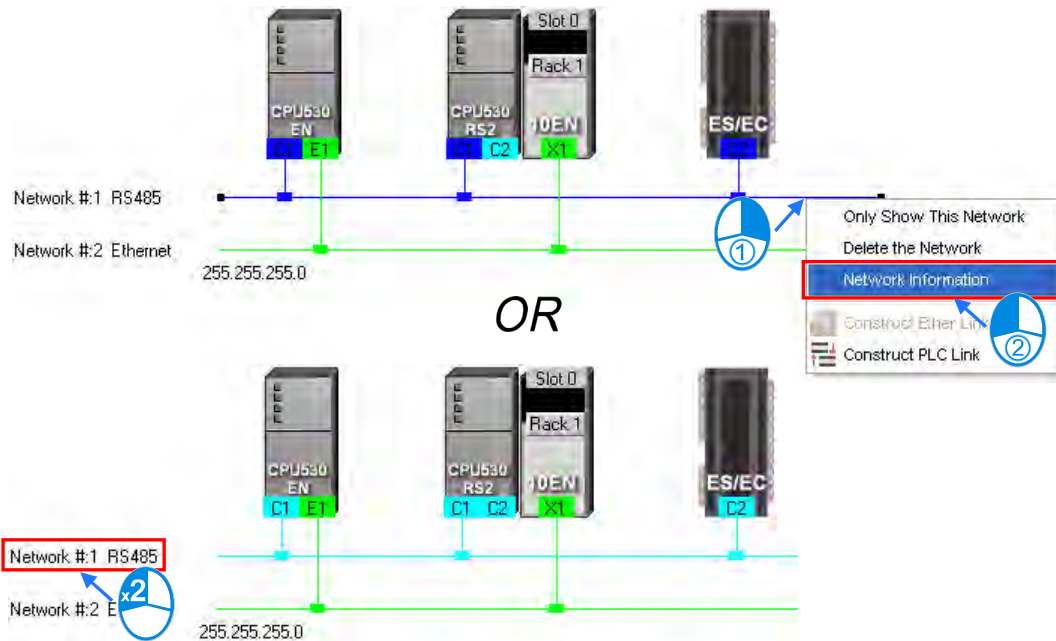 Slot 0
Rack 1
CPU530
EN
CPU530
RS2
10EN
ES/EC
C1 E1
C1 C2
X1
C2
Network #:1 RS485
Network #:2 Ethernet
255.255.255.0
Only Show This Network
Delete the Network
Network Information
Construct Ether Link
Construct PLC Link
①
②
OR
Slot 0
Rack 1
CPU530
EN
CPU530
RS2
10EN
ES/EC
C1 E1
C1 C2
X1
C2
Network #:1 RS485
x2
Network #:2 E
255.255.255.0